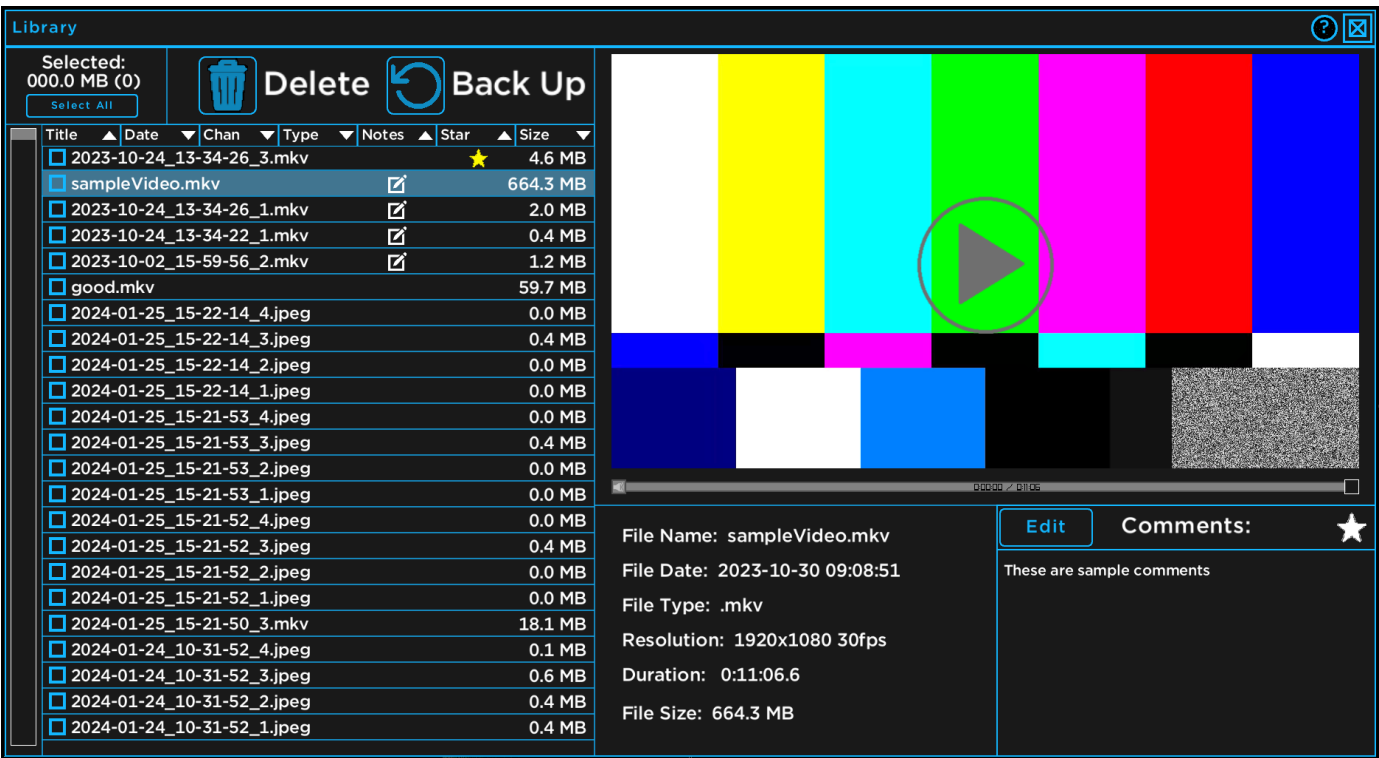 Library
?
Selected:
000.0 MB (0)
Select All
Delete
Back Up
Title Date Chan Type Notes Star Size
2023-10-24_13-34-26_3.mkv 4.6 MB
sampleVideo.mkv 664.3 MB
2023-10-24_13-34-26_1.mkv 2.0 MB
2023-10-24_13-34-22_1.mkv 0.4 MB
2023-10-02_15-59-56_2.mkv 1.2 MB
good.mkv 59.7 MB
2024-01-25_15-22-14_4.jpeg 0.0 MB
2024-01-25_15-22-14_3.jpeg 0.4 MB
2024-01-25_15-22-14_2.jpeg 0.0 MB
2024-01-25_15-22-14_1.jpeg 0.0 MB
2024-01-25_15-21-53_4.jpeg 0.0 MB
2024-01-25_15-21-53_3.jpeg 0.4 MB
2024-01-25_15-21-53_2.jpeg 0.0 MB
2024-01-25_15-21-53_1.jpeg 0.0 MB
2024-01-25_15-21-52_4.jpeg 0.0 MB
2024-01-25_15-21-52_3.jpeg 0.4 MB
2024-01-25_15-21-52_2.jpeg 0.0 MB
2024-01-25_15-21-52_1.jpeg 0.0 MB
2024-01-25_15-21-50_3.mkv 18.1 MB
2024-01-24_10-31-52_4.jpeg 0.1 MB
2024-01-24_10-31-52_3.jpeg 0.6 MB
2024-01-24_10-31-52_2.jpeg 0.4 MB
2024-01-24_10-31-52_1.jpeg 0.4 MB
File Name: sampleVideo.mkv
File Date: 2023-10-30 09:08:51
File Type: .mkv
Resolution: 1920x1080 30fps
Duration: 0:11:06.6
File Size: 664.3 MB
Edit
Comments:
These are sample comments